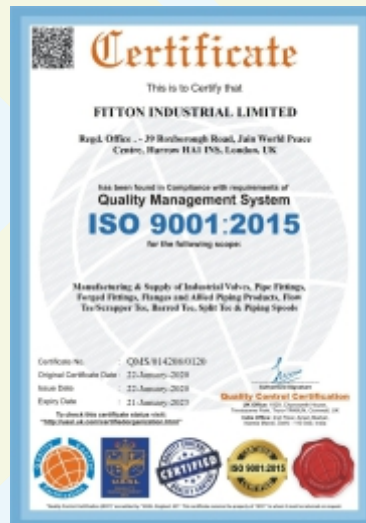 Certificate
This is to Certify that
FITTON INDUSTRIAL LIMITED
Regd. Office . - 39 Roxborough Road, Jain World Peace
Centre, Harrow HA1 1NS, London, UK
has been found in Compliance with requirements of
Quality Management System
ISO 9001:2015
for the following scope:
Manufacturing & Supply of Industrial Valves, Pipe Fittings,
Forged Fittings, Flanges and Allied Piping Products, Flow
Tee/Scrapper Tee, Barred Tee, Split Tee & Piping Spools
Certificate No. : QMS/014208/0120
Original Certificate Date : 22-January-2020
Issue Date : 22-January-2020
Expiry Date : 21-January-2023
To check this certificate status visit:
Authorised Signatory
Quality Control Certification
CERTIFIED
ISO 9001:2015